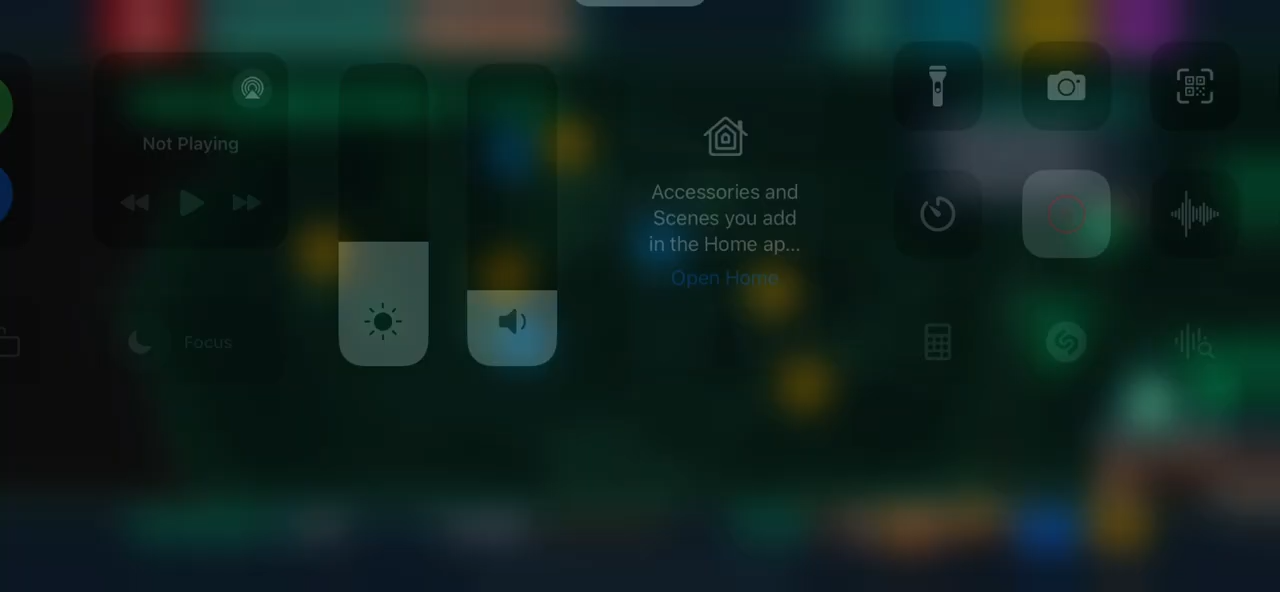 Not Playing
Accessories and
Scenes you add
in the Home ap...
Open Home
Focus